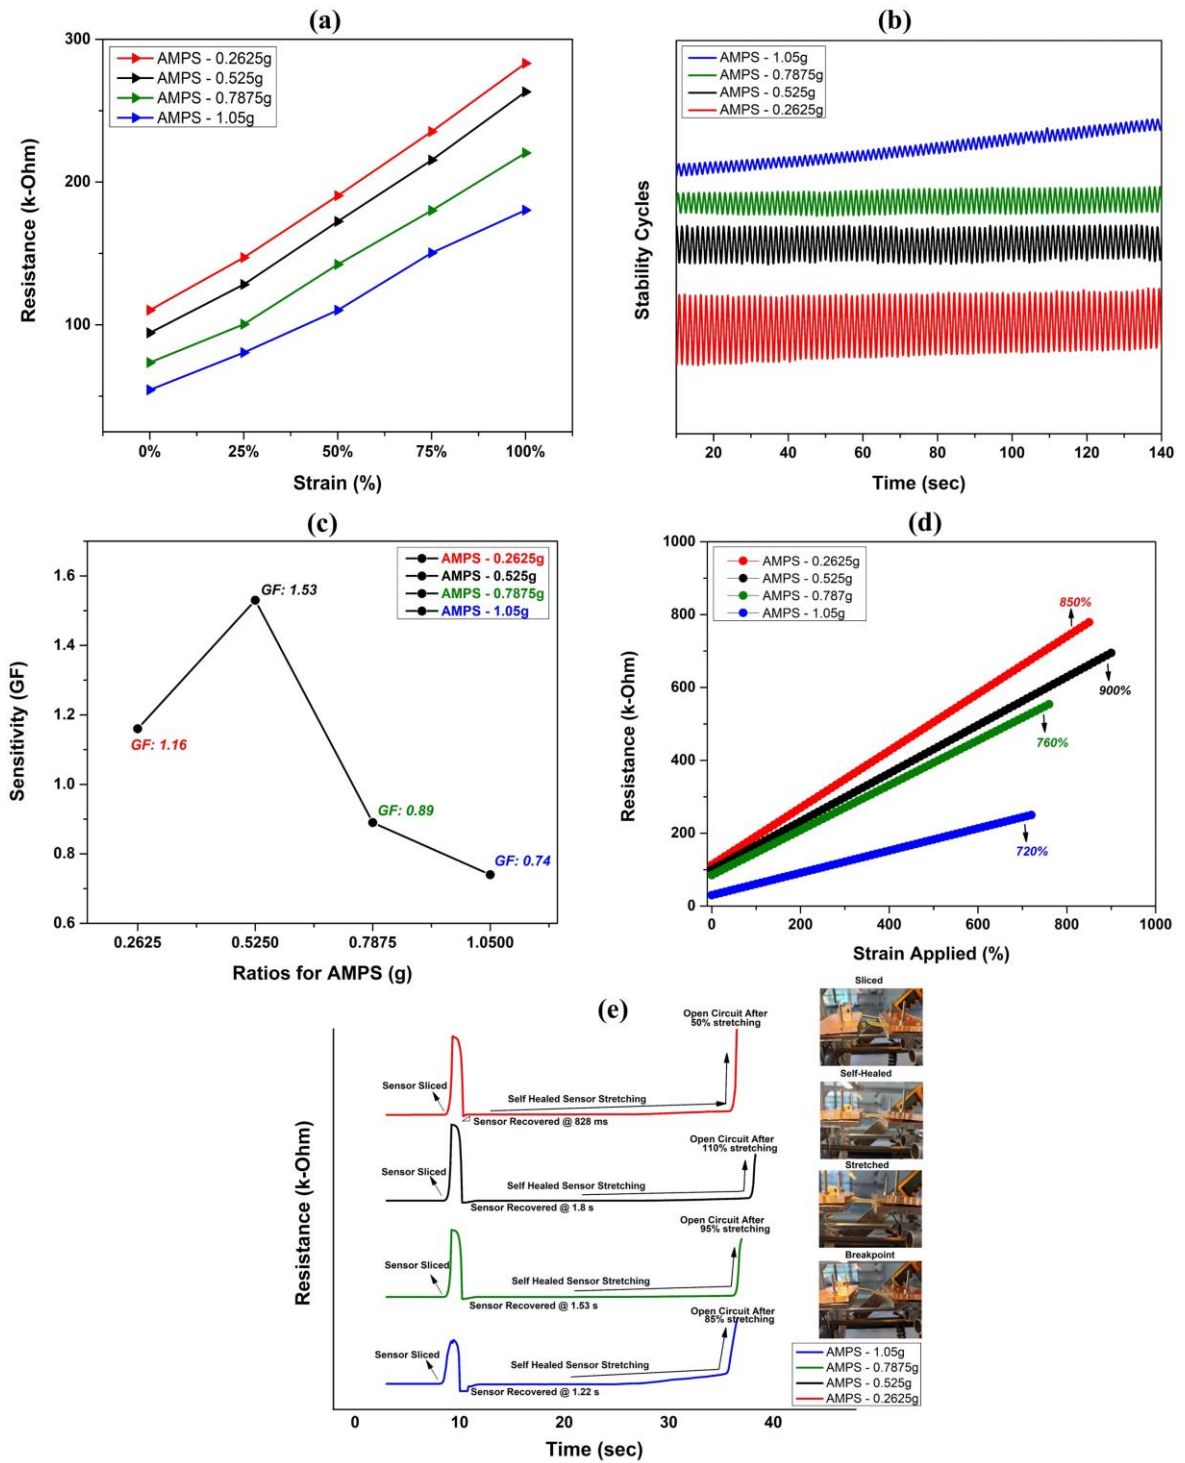 (a)
AMPS - 0.2625g
AMPS - 0.525g
AMPS - 0.7875g
AMPS - 1.05g
300
200
100
Resistance (k-Ohm)
0%
25%
50%
75%
100%
Strain (%)
(b)
AMPS - 1.05g
AMPS - 0.7875g
AMPS - 0.525g
AMPS - 0.2625g
Stability Cycles
20
40
60
80
100
120
140
Time (sec)
(c)
AMPS - 0.2625g
AMPS - 0.525g
AMPS - 0.7875g
AMPS - 1.05g
1.6
1.4
1.2
1.0
0.8
0.6
Sensitivity (GF)
GF: 1.53
GF: 1.16
GF: 0.89
GF: 0.74
0.2625
0.5250
0.7875
1.0500
Ratios for AMPS (g)
(d)
AMPS - 0.2625g
AMPS - 0.525g
AMPS - 0.787g
AMPS - 1.05g
1000
800
600
400
200
0
Resistance (k-Ohm)
850%
900%
760%
720%
0
200
400
600
800
1000
Strain Applied (%)
(e)
Resistance (k-Ohm)
Open Circuit After
50% stretching
Sensor Sliced
Self Healed Sensor Stretching
Sensor Recovered @ 828 ms
Open Circuit After
110% stretching
Sensor Sliced
Self Healed Sensor Stretching
Sensor Recovered @ 1.8 s
Open Circuit After
95% stretching
Sensor Sliced
Self Healed Sensor Stretching
Sensor Recovered @ 1.53 s
Open Circuit After
85% stretching
Sensor Sliced
Self Healed Sensor Stretching
Sensor Recovered @ 1.22 s
0
10
20
30
40
Time (sec)
Sliced
Self-Healed
Stretched
Breakpoint
AMPS - 1.05g
AMPS - 0.7875g
AMPS - 0.525g
AMPS - 0.2625g